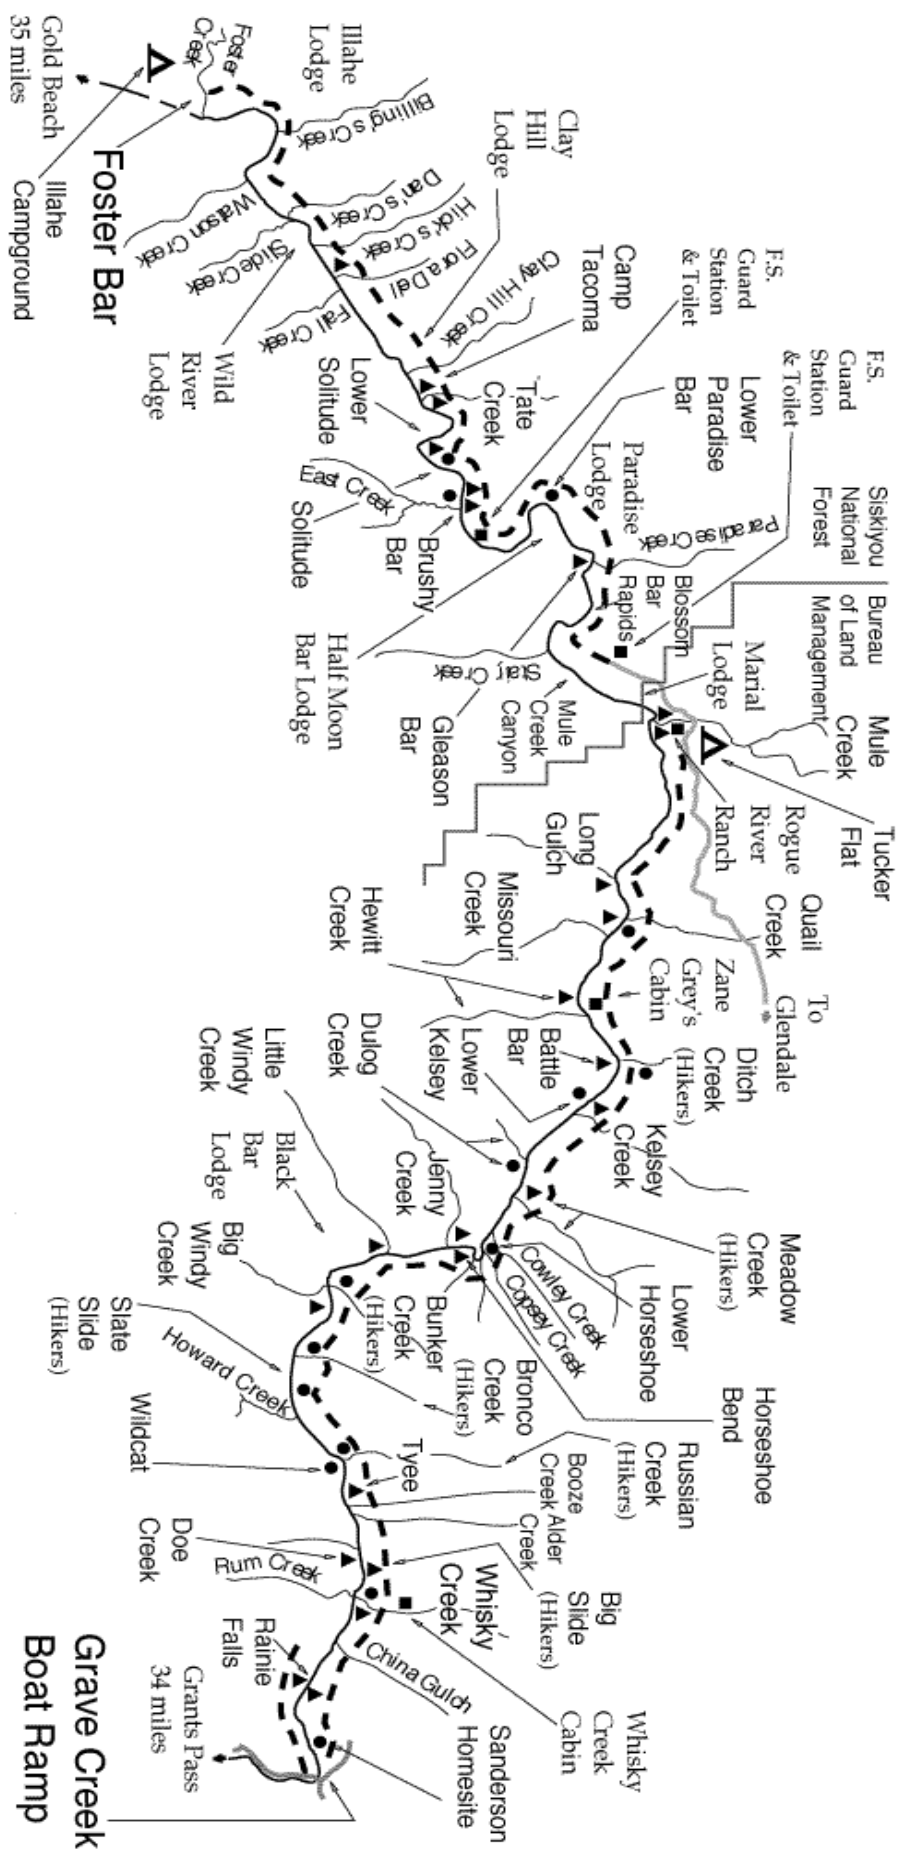 Gold Beach
35 miles
Illahe
Campground
Foster Bar
Foster
Creek
Illahe
Lodge
Billing's Creek
Watson Creek
Slide Creek
Dan's Creek
Hick's Creek
Flora Dell
Fall Creek
Wild
River
Lodge
Clay
Hill
Lodge
Clay Hill Creek
Camp
Tacoma
Tate
Creek
Lower
Solitude
Solitude
East Creek
Brushy
Bar
F.S.
Guard
Station
& Toilet
Lower
Paradise
Bar
Paradise
Lodge
Paradise Creek
Half Moon
Bar Lodge
F.S.
Guard
Station
& Toilet
Siskiyou
National
Forest
Bureau
of Land
Management
Blossom
Bar
Rapids
Stair Creek
Gleason
Bar
Mule
Creek
Canyon
Marial
Lodge
Mule
Creek
Tucker
Flat
Rogue
River
Ranch
Long
Gulch
Missouri
Creek
Quail
Creek
To
Glendale
Zane
Grey's
Cabin
Hewitt
Creek
Battle
Bar
Ditch
Creek
(Hikers)
Lower
Kelsey
Kelsey
Creek
Dulog
Creek
Meadow
Creek
(Hikers)
Jenny
Creek
Cowley Creek
Copsey Creek
Lower
Horseshoe
Horseshoe
Bend
Little
Windy
Creek
Black
Bar
Lodge
Big
Windy
Creek
Bunker
Creek
(Hikers)
Bronco
Creek
(Hikers)
Slate
Slide
(Hikers)
Howard Creek
Russian
Creek
(Hikers)
Wildcat
Tyee
Booze
Creek
Alder
Creek
Doe
Creek
Rum Creek
Big
Slide
(Hikers)
Whisky
Creek
Whisky
Creek
Cabin
China Gulch
Rainie
Falls
Sanderson
Homesite
Grants Pass
34 miles
Grave Creek
Boat Ramp